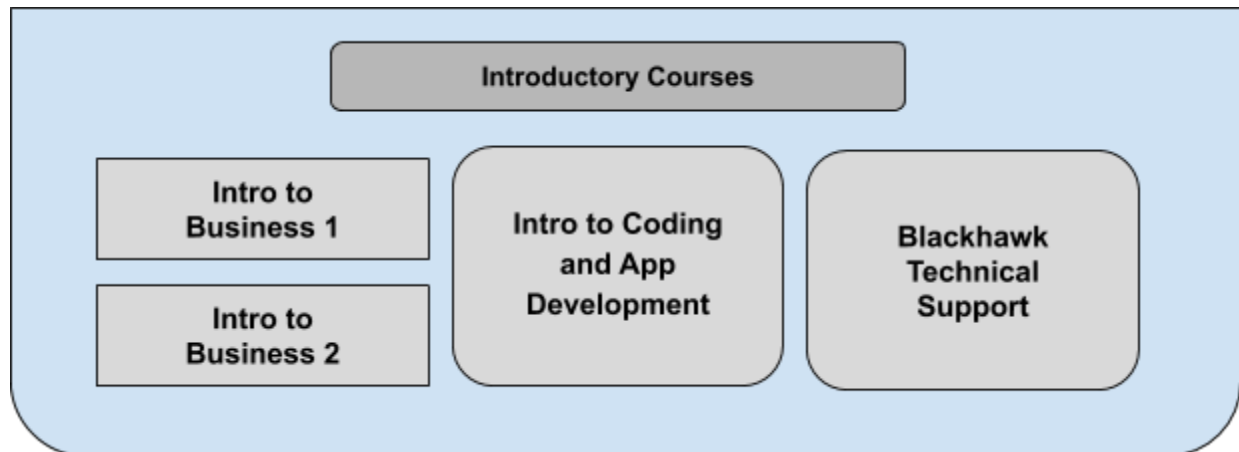 Introductory Courses
Intro to
Business 1
Intro to
Business 2
Intro to Coding
and App
Development
Blackhawk
Technical
Support